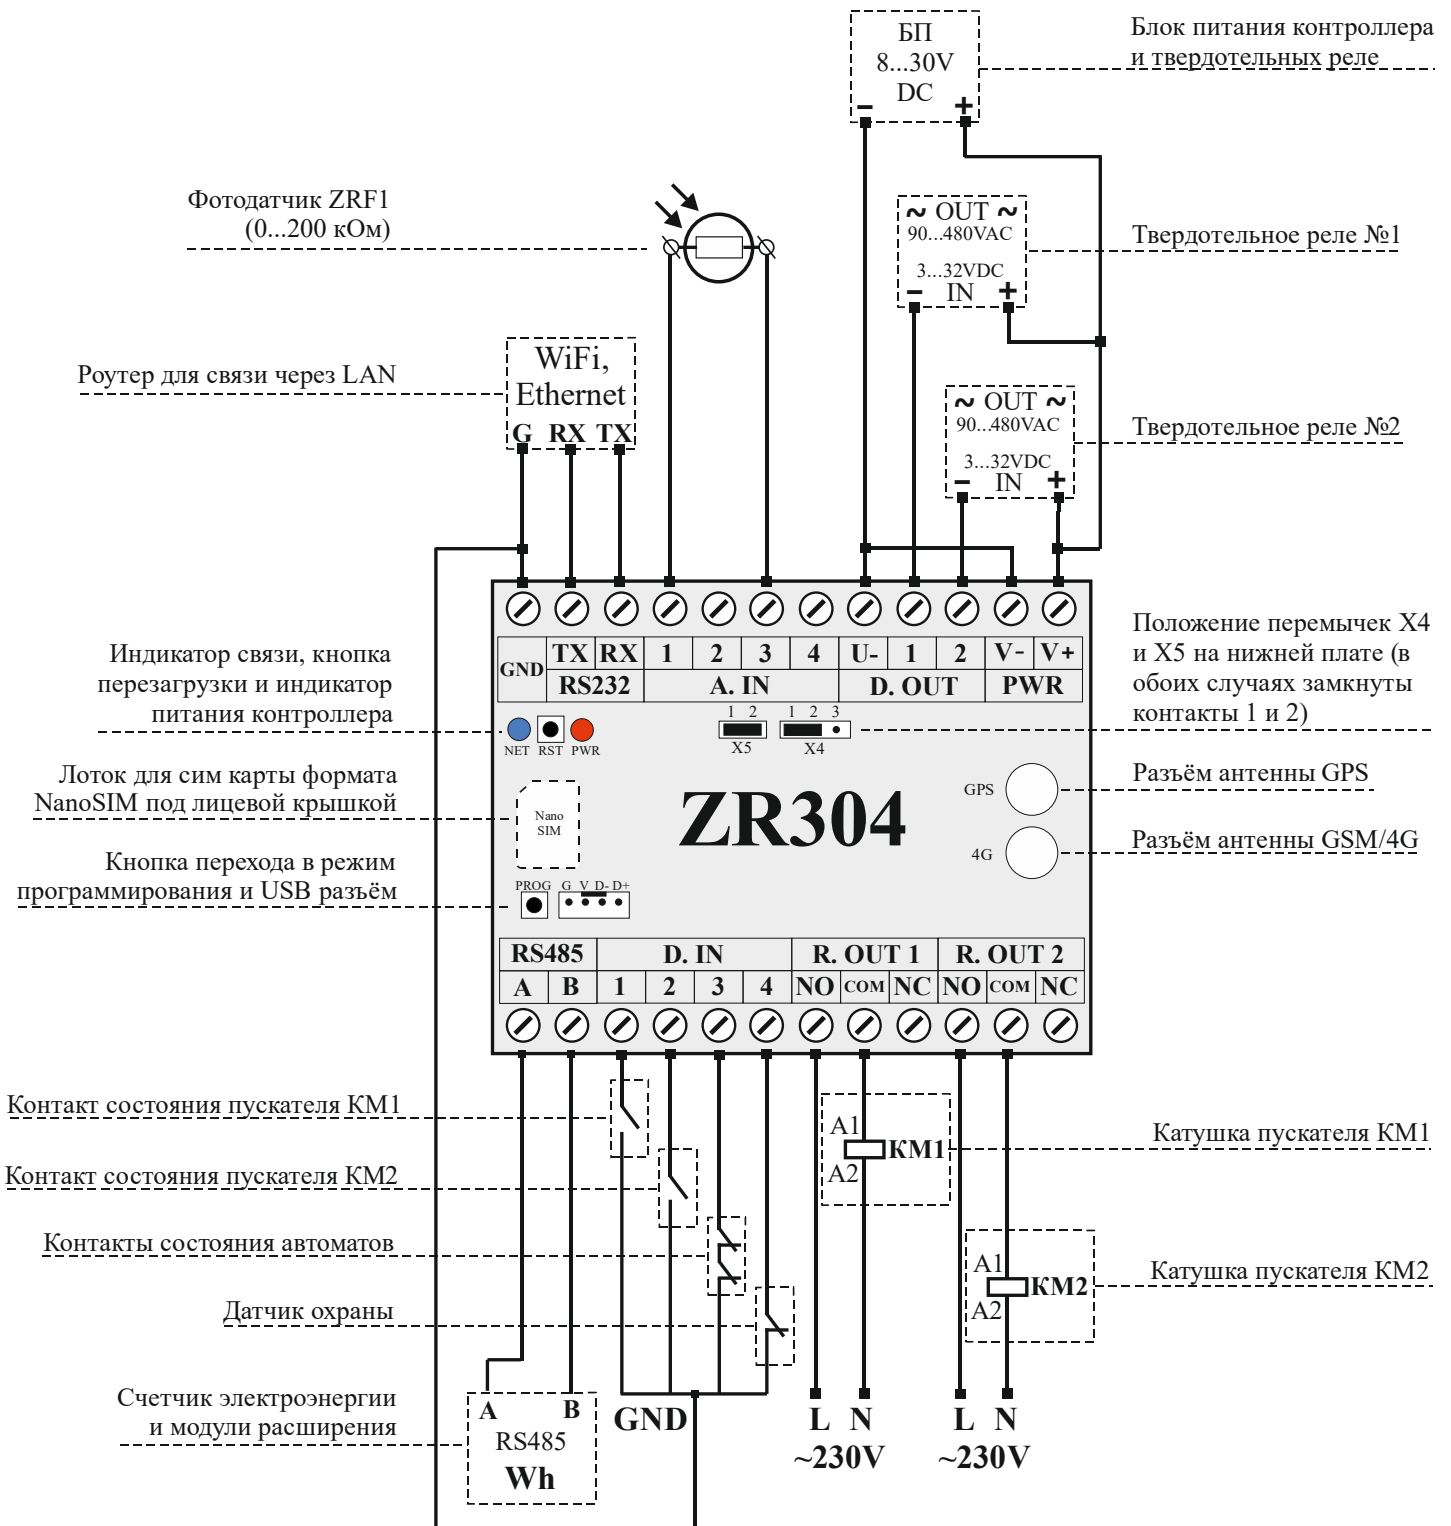 БП
8...30V
DC
− +
Блок питания контроллера
и твердотельных реле
Фотодатчик ZRF1
(0...200 кОм)
~ OUT ~
90...480VAC
3...32VDC
− IN +
Твердотельное реле №1
Роутер для связи через LAN
WiFi,
Ethernet
G RX TX
~ OUT ~
90...480VAC
3...32VDC
− IN +
Твердотельное реле №2
GND TX RX 1 2 3 4 U- 1 2 V- V+
RS232 A. IN D. OUT PWR
Индикатор связи, кнопка
перезагрузки и индикатор
питания контроллера
NET RST PWR
1 2
X5
1 2 3
X4
Положение перемычек X4
и X5 на нижней плате (в
обоих случаях замкнуты
контакты 1 и 2)
Лоток для сим карты формата
NanoSIM под лицевой крышкой
Nano
SIM
ZR304
GPS
Разъём антенны GPS
4G
Разъём антенны GSM/4G
Кнопка перехода в режим
программирования и USB разъём
PROG G V D- D+
RS485 D. IN R. OUT 1 R. OUT 2
A B 1 2 3 4 NO COM NC NO COM NC
Контакт состояния пускателя КМ1
Контакт состояния пускателя КМ2
Контакты состояния автоматов
Датчик охраны
A1
КМ1
A2
Катушка пускателя КМ1
A1
КМ2
A2
Катушка пускателя КМ2
Счетчик электроэнергии
и модули расширения
A B
RS485
Wh
GND
L N
~230V
L N
~230V